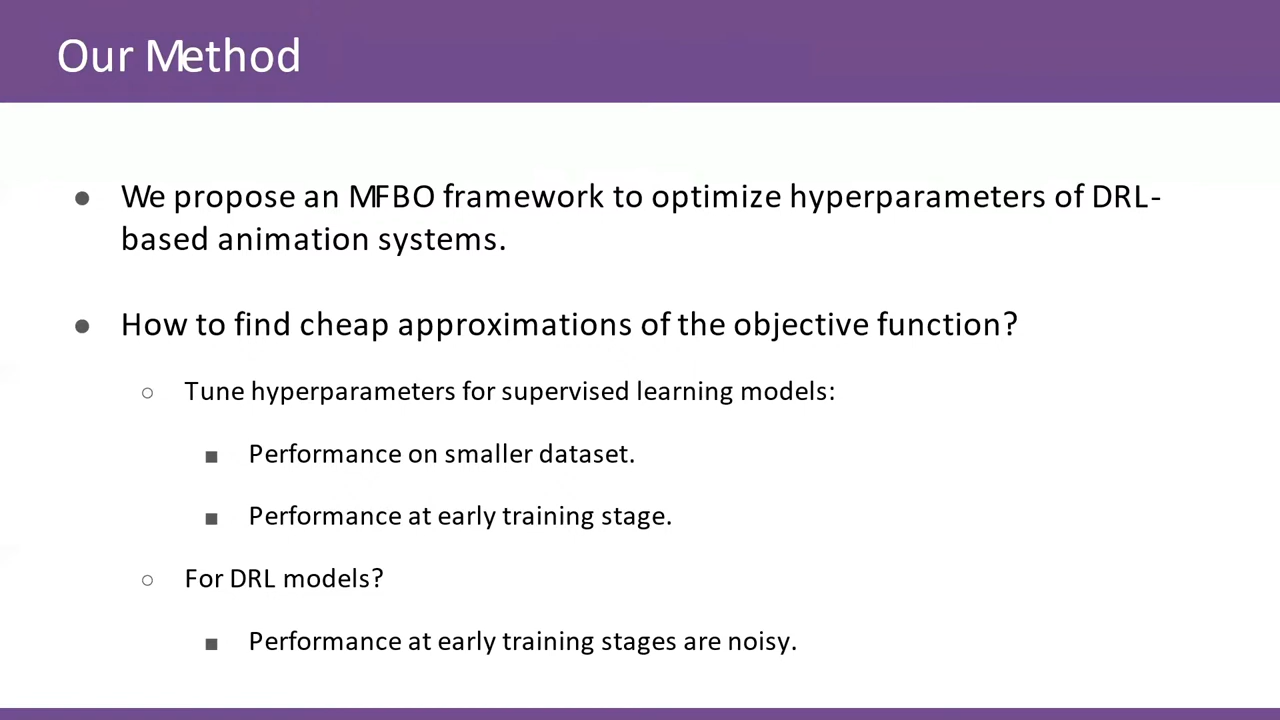 Our Method
● We propose an MFBO framework to optimize hyperparameters of DRL-
based animation systems.
● How to find cheap approximations of the objective function?
○ Tune hyperparameters for supervised learning models:
■ Performance on smaller dataset.
■ Performance at early training stage.
○ For DRL models?
■ Performance at early training stages are noisy.